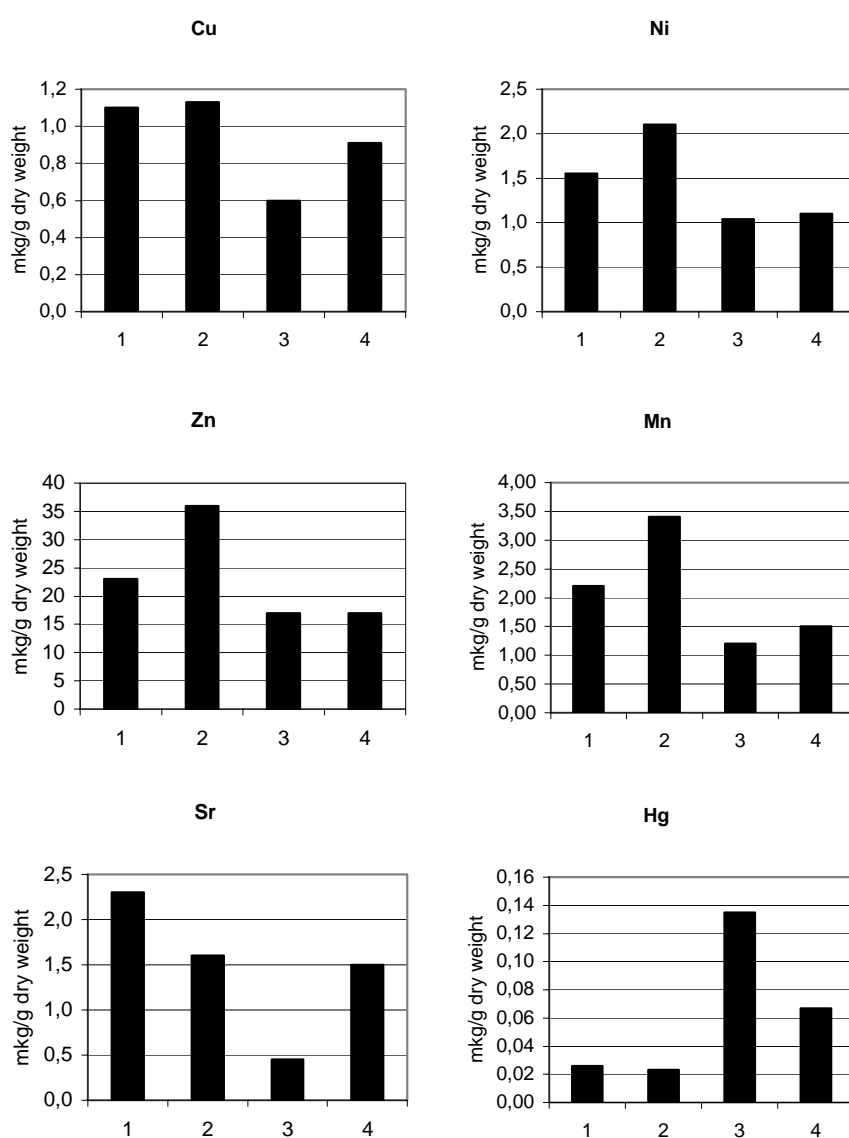 Cu
mkg/g dry weight
1,2
1,0
0,8
0,6
0,4
0,2
0,0
1 2 3 4
Ni
mkg/g dry weight
2,5
2,0
1,5
1,0
0,5
0,0
1 2 3 4
Zn
mkg/g dry weight
40
35
30
25
20
15
10
5
0
1 2 3 4
Mn
mkg/g dry weight
4,00
3,50
3,00
2,50
2,00
1,50
1,00
0,50
0,00
1 2 3 4
Sr
mkg/g dry weight
2,5
2,0
1,5
1,0
0,5
0,0
1 2 3 4
Hg
mkg/g dry weight
0,16
0,14
0,12
0,10
0,08
0,06
0,04
0,02
0,00
1 2 3 4